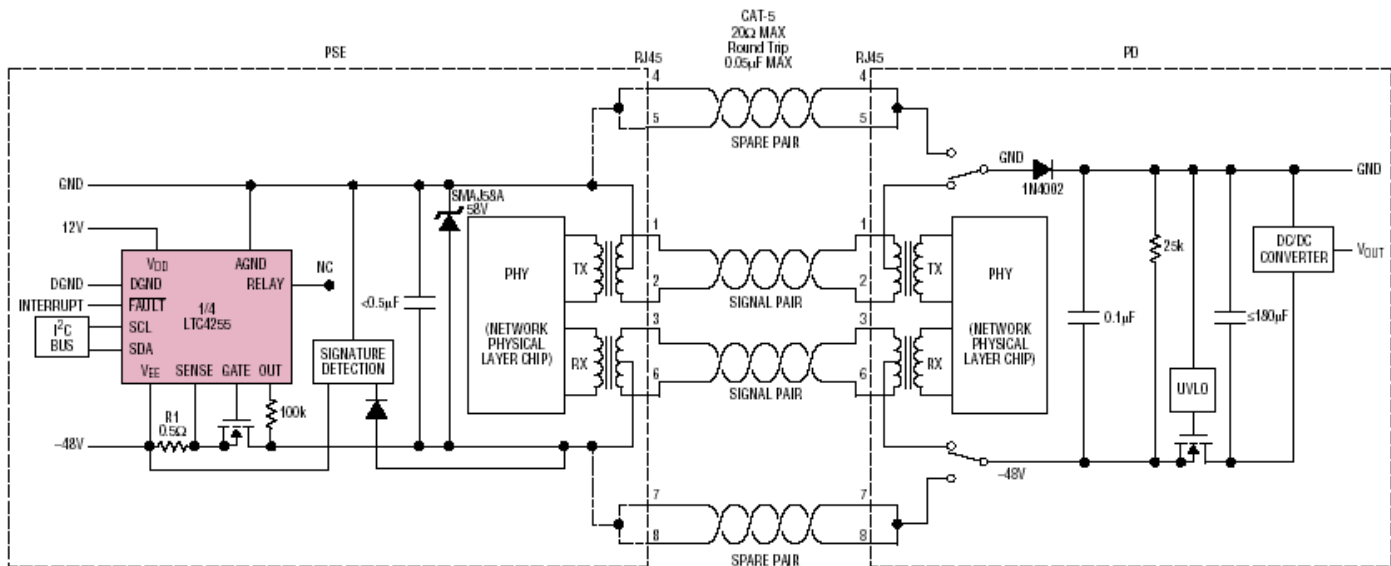 CAT-5
20Ω MAX
Round Trip
0.05µF MAX
PSE
RJ45
RJ45
PD
4
5
SPARE PAIR
4
5
GND
12V
DGND
INTERRUPT
I²C
BUS
VDD
AGND
DGND
FAULT
RELAY
NC
1/4
LTC4255
SCL
SDA
VEE
SENSE
GATE
OUT
R1
0.5Ω
100k
–48V
SIGNATURE
DETECTION
<0.5µF
SMAJ58A
58V
PHY
(NETWORK
PHYSICAL
LAYER CHIP)
TX
RX
1
2
SIGNAL PAIR
1
2
3
6
SIGNAL PAIR
3
6
7
8
SPARE PAIR
7
8
TX
RX
PHY
(NETWORK
PHYSICAL
LAYER CHIP)
GND
1N4002
–48V
0.1µF
25k
≤180µF
UVLO
DC/DC
CONVERTER
GND
VOUT